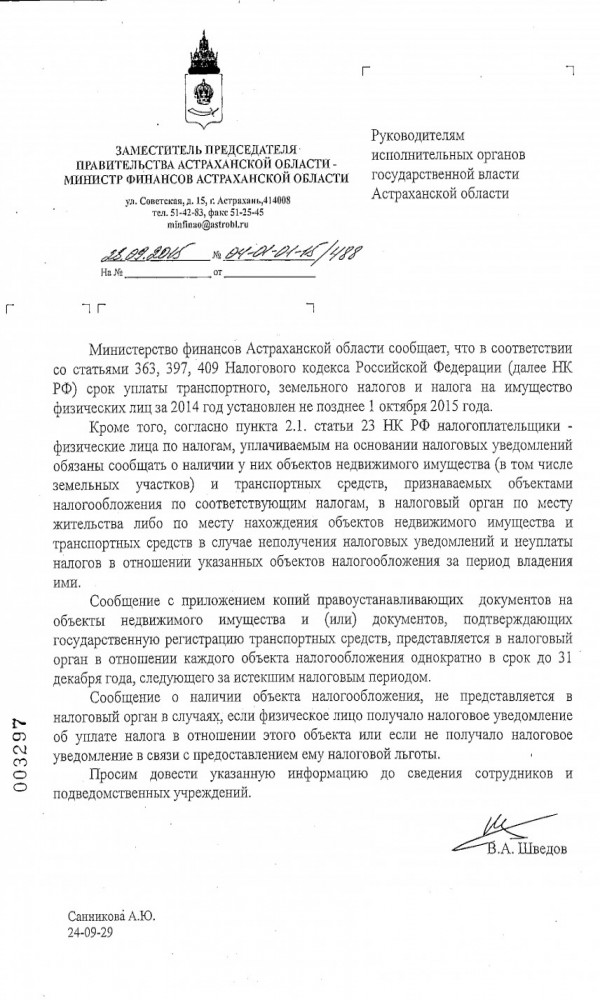 ЗАМЕСТИТЕЛЬ ПРЕДСЕДАТЕЛЯ
ПРАВИТЕЛЬСТВА АСТРАХАНСКОЙ ОБЛАСТИ -
МИНИСТР ФИНАНСОВ АСТРАХАНСКОЙ ОБЛАСТИ
ул. Советская, д. 15, г. Астрахань,414008
тел. 51-42-83, факс 51-25-45
minfinao@astrobl.ru
28.09.2015 № 04-01-01-15/488
На № от
Руководителям
исполнительных органов
государственной власти
Астраханской области
Министерство финансов Астраханской области сообщает, что в соответствии
со статьями 363, 397, 409 Налогового кодекса Российской Федерации (далее НК
РФ) срок уплаты транспортного, земельного налогов и налога на имущество
физических лиц за 2014 год установлен не позднее 1 октября 2015 года.
Кроме того, согласно пункта 2.1. статьи 23 НК РФ налогоплательщики -
физические лица по налогам, уплачиваемым на основании налоговых уведомлений
обязаны сообщать о наличии у них объектов недвижимого имущества (в том числе
земельных участков) и транспортных средств, признаваемых объектами
налогообложения по соответствующим налогам, в налоговый орган по месту
жительства либо по месту нахождения объектов недвижимого имущества и
транспортных средств в случае неполучения налоговых уведомлений и неуплаты
налогов в отношении указанных объектов налогообложения за период владения
ими.
Сообщение с приложением копий правоустанавливающих документов на
объекты недвижимого имущества и (или) документов, подтверждающих
государственную регистрацию транспортных средств, представляется в налоговый
орган в отношении каждого объекта налогообложения однократно в срок до 31
декабря года, следующего за истекшим налоговым периодом.
Сообщение о наличии объекта налогообложения, не представляется в
налоговый орган в случаях, если физическое лицо получало налоговое уведомление
об уплате налога в отношении этого объекта или если не получало налоговое
уведомление в связи с предоставлением ему налоговой льготы.
Просим довести указанную информацию до сведения сотрудников и
подведомственных учреждений.
003297
В.А. Шведов
Санникова А.Ю.
24-09-29